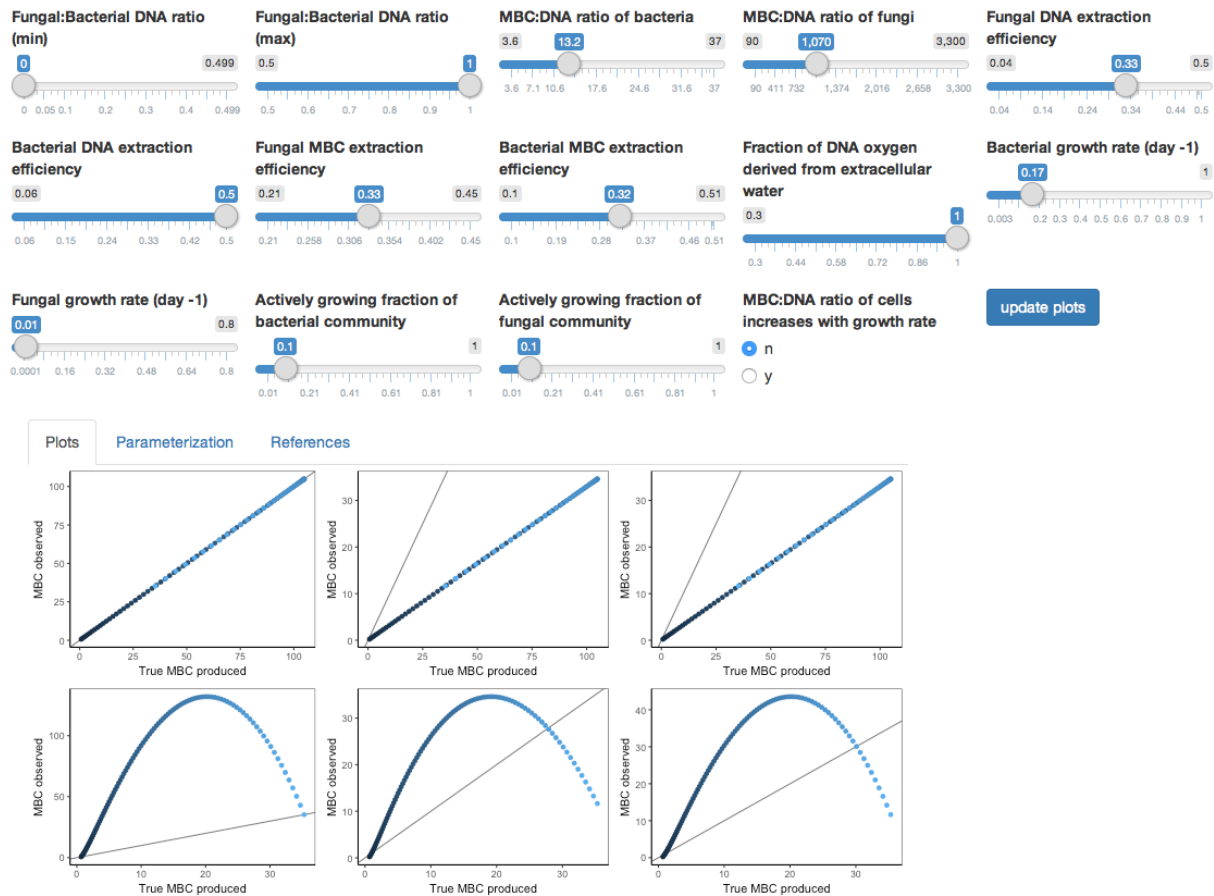 Fungal:Bacterial DNA ratio
(min)
0
0.499
0 0.05 0.1 0.2 0.3 0.4 0.499
Fungal:Bacterial DNA ratio
(max)
0.5
1
0.5 0.6 0.7 0.8 0.9 1
MBC:DNA ratio of bacteria
3.6
13.2
37
3.6 7.1 10.6 17.6 24.6 31.6 37
MBC:DNA ratio of fungi
90
1,070
3,300
90 411 732 1,374 2,016 2,658 3,300
Fungal DNA extraction
efficiency
0.04
0.33
0.5
0.04 0.14 0.24 0.34 0.44 0.5
Bacterial DNA extraction
efficiency
0.06
0.5
0.06 0.15 0.24 0.33 0.42 0.5
Fungal MBC extraction
efficiency
0.21
0.33
0.45
0.21 0.258 0.306 0.354 0.402 0.45
Bacterial MBC extraction
efficiency
0.1
0.32
0.51
0.1 0.19 0.28 0.37 0.46 0.51
Fraction of DNA oxygen
derived from extracellular
water
0.3
1
0.3 0.44 0.58 0.72 0.86 1
Bacterial growth rate (day -1)
0.17
1
0.003 0.2 0.3 0.4 0.5 0.6 0.7 0.8 0.9 1
Fungal growth rate (day -1)
0.01
0.8
0.0001 0.16 0.32 0.48 0.64 0.8
Actively growing fraction of
bacterial community
0.1
1
0.01 0.21 0.41 0.61 0.81 1
Actively growing fraction of
fungal community
0.1
1
0.01 0.21 0.41 0.61 0.81 1
MBC:DNA ratio of cells
increases with growth rate
n
y
update plots
Plots
Parameterization
References
MBC observed
100
75
50
25
0
0 25 50 75 100
True MBC produced
MBC observed
30
20
10
0
0 25 50 75 100
True MBC produced
MBC observed
30
20
10
0
0 25 50 75 100
True MBC produced
MBC observed
100
50
0
0 10 20 30
True MBC produced
MBC observed
30
20
10
0
0 10 20 30
True MBC produced
MBC observed
40
30
20
10
0
0 10 20 30
True MBC produced